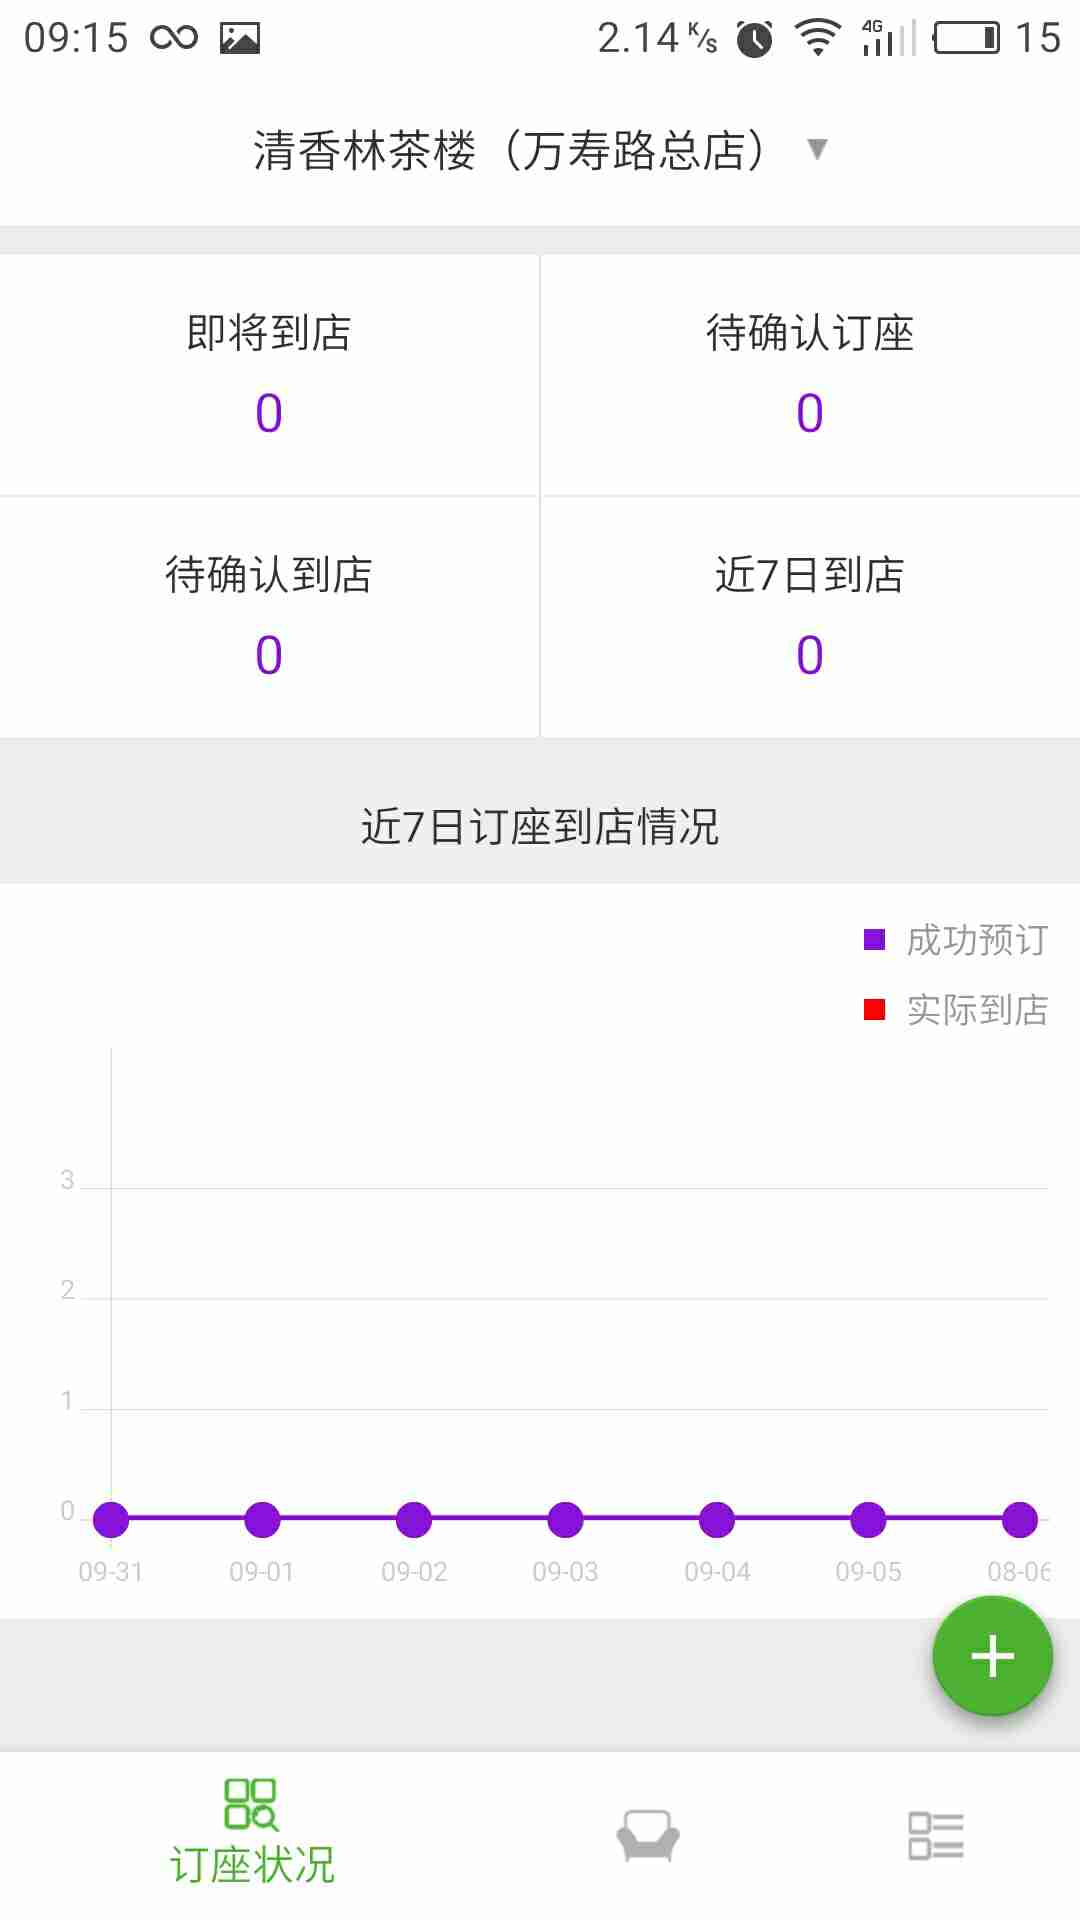 09:15 2.14 K/s 4G 15
清香林茶楼（万寿路总店）
即将到店 待确认订座
0 0
待确认到店 近7日到店
0 0
近7日订座到店情况
成功预订
实际到店
3
2
1
0
09-31 09-01 09-02 09-03 09-04 09-05 08-06
订座状况